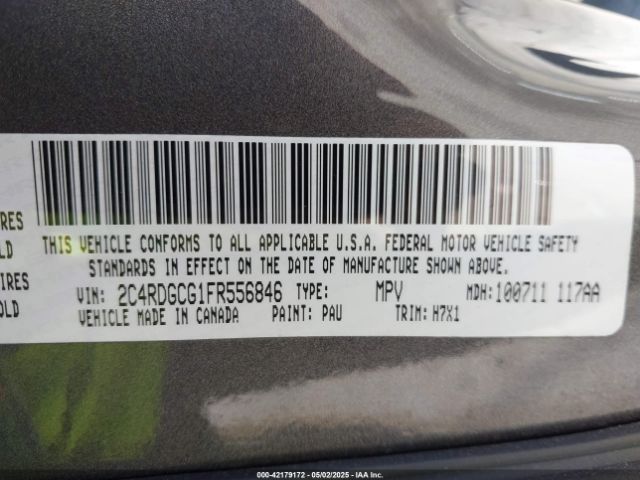 IRES
OLD
IRES
OLD
THIS VEHICLE CONFORMS TO ALL APPLICABLE U.S.A. FEDERAL MOTOR VEHICLE SAFETY
STANDARDS IN EFFECT ON THE DATE OF MANUFACTURE SHOWN ABOVE.
VIN: 2C4RDGCG1FR556846 TYPE: MPV MDH: 100711 117AA
VEHICLE MADE IN CANADA PAINT: PAU TRIM: H7X1
000-42179172 - 05/02/2025 - IAA Inc.